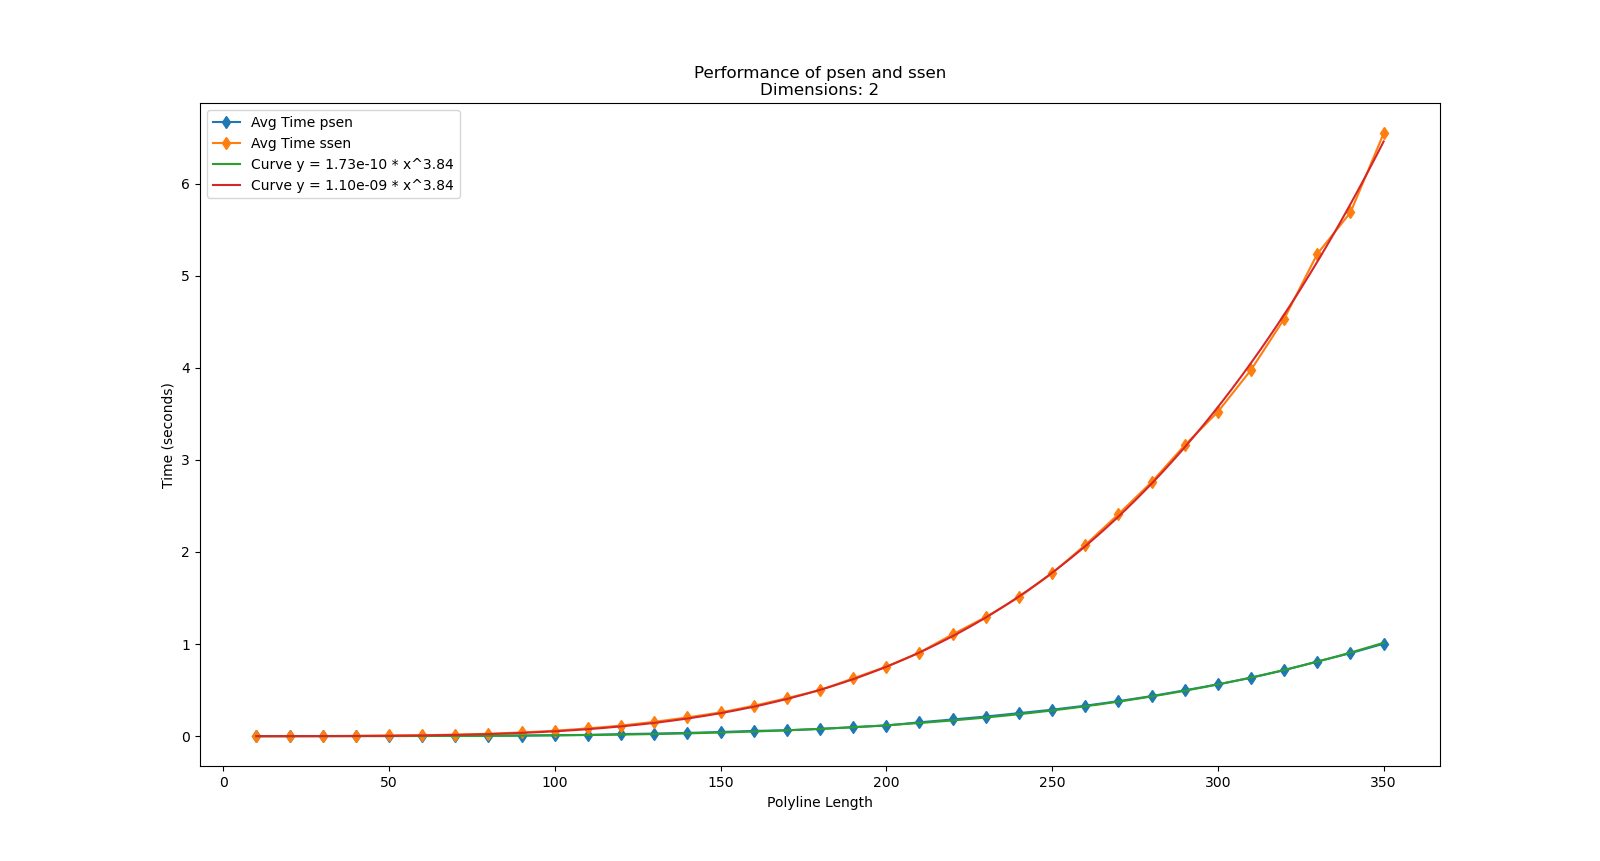 Performance of psen and ssen
Dimensions: 2
Avg Time psen
Avg Time ssen
Curve y = 1.73e-10 * x^3.84
Curve y = 1.10e-09 * x^3.84
6
5
4
3
2
1
0
Time (seconds)
0 50 100 150 200 250 300 350
Polyline Length